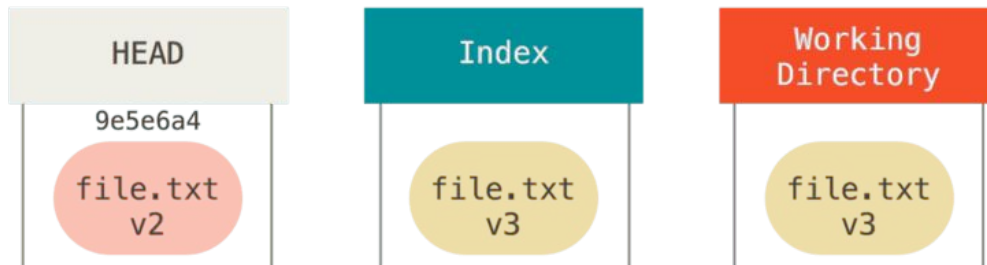 HEAD
Index
Working
Directory
9e5e6a4
file.txt
v2
file.txt
v3
file.txt
v3